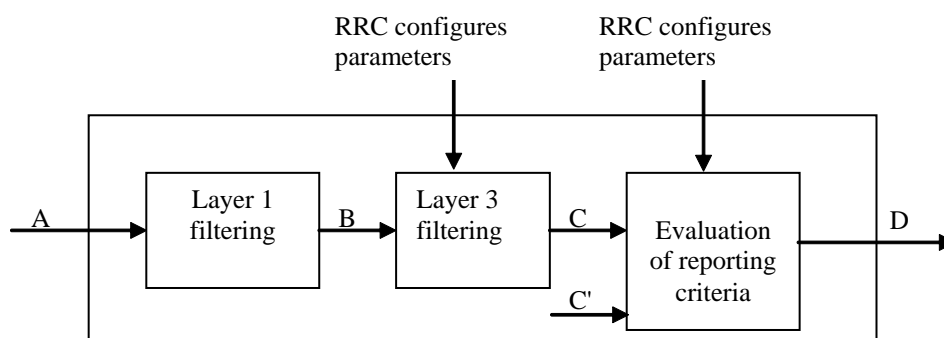 RRC configures
parameters
RRC configures
parameters
A
Layer 1
filtering
B
Layer 3
filtering
C
C'
Evaluation
of reporting
criteria
D